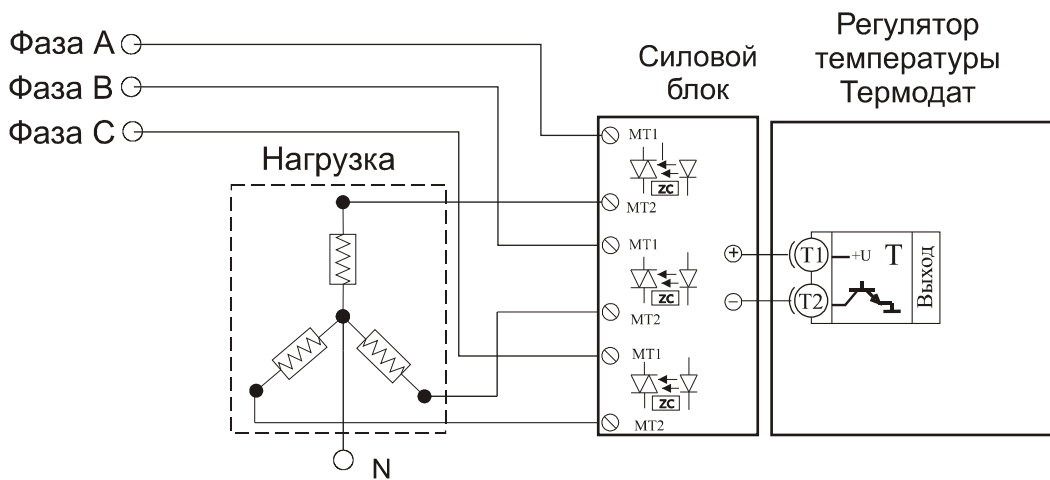 Фаза A
Фаза B
Фаза C
Нагрузка
N
Силовой
блок
MT1
ZC
MT2
MT1
ZC
MT2
MT1
ZC
MT2
+
−
Регулятор
температуры
Термодат
T1
+U
T
T2
Выход